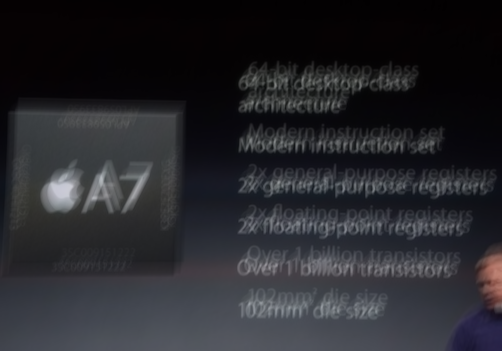 A7
64-bit desktop-class
architecture
Modern instruction set
2x general-purpose registers
2x floating-point registers
Over 1 billion transistors
102mm² die size